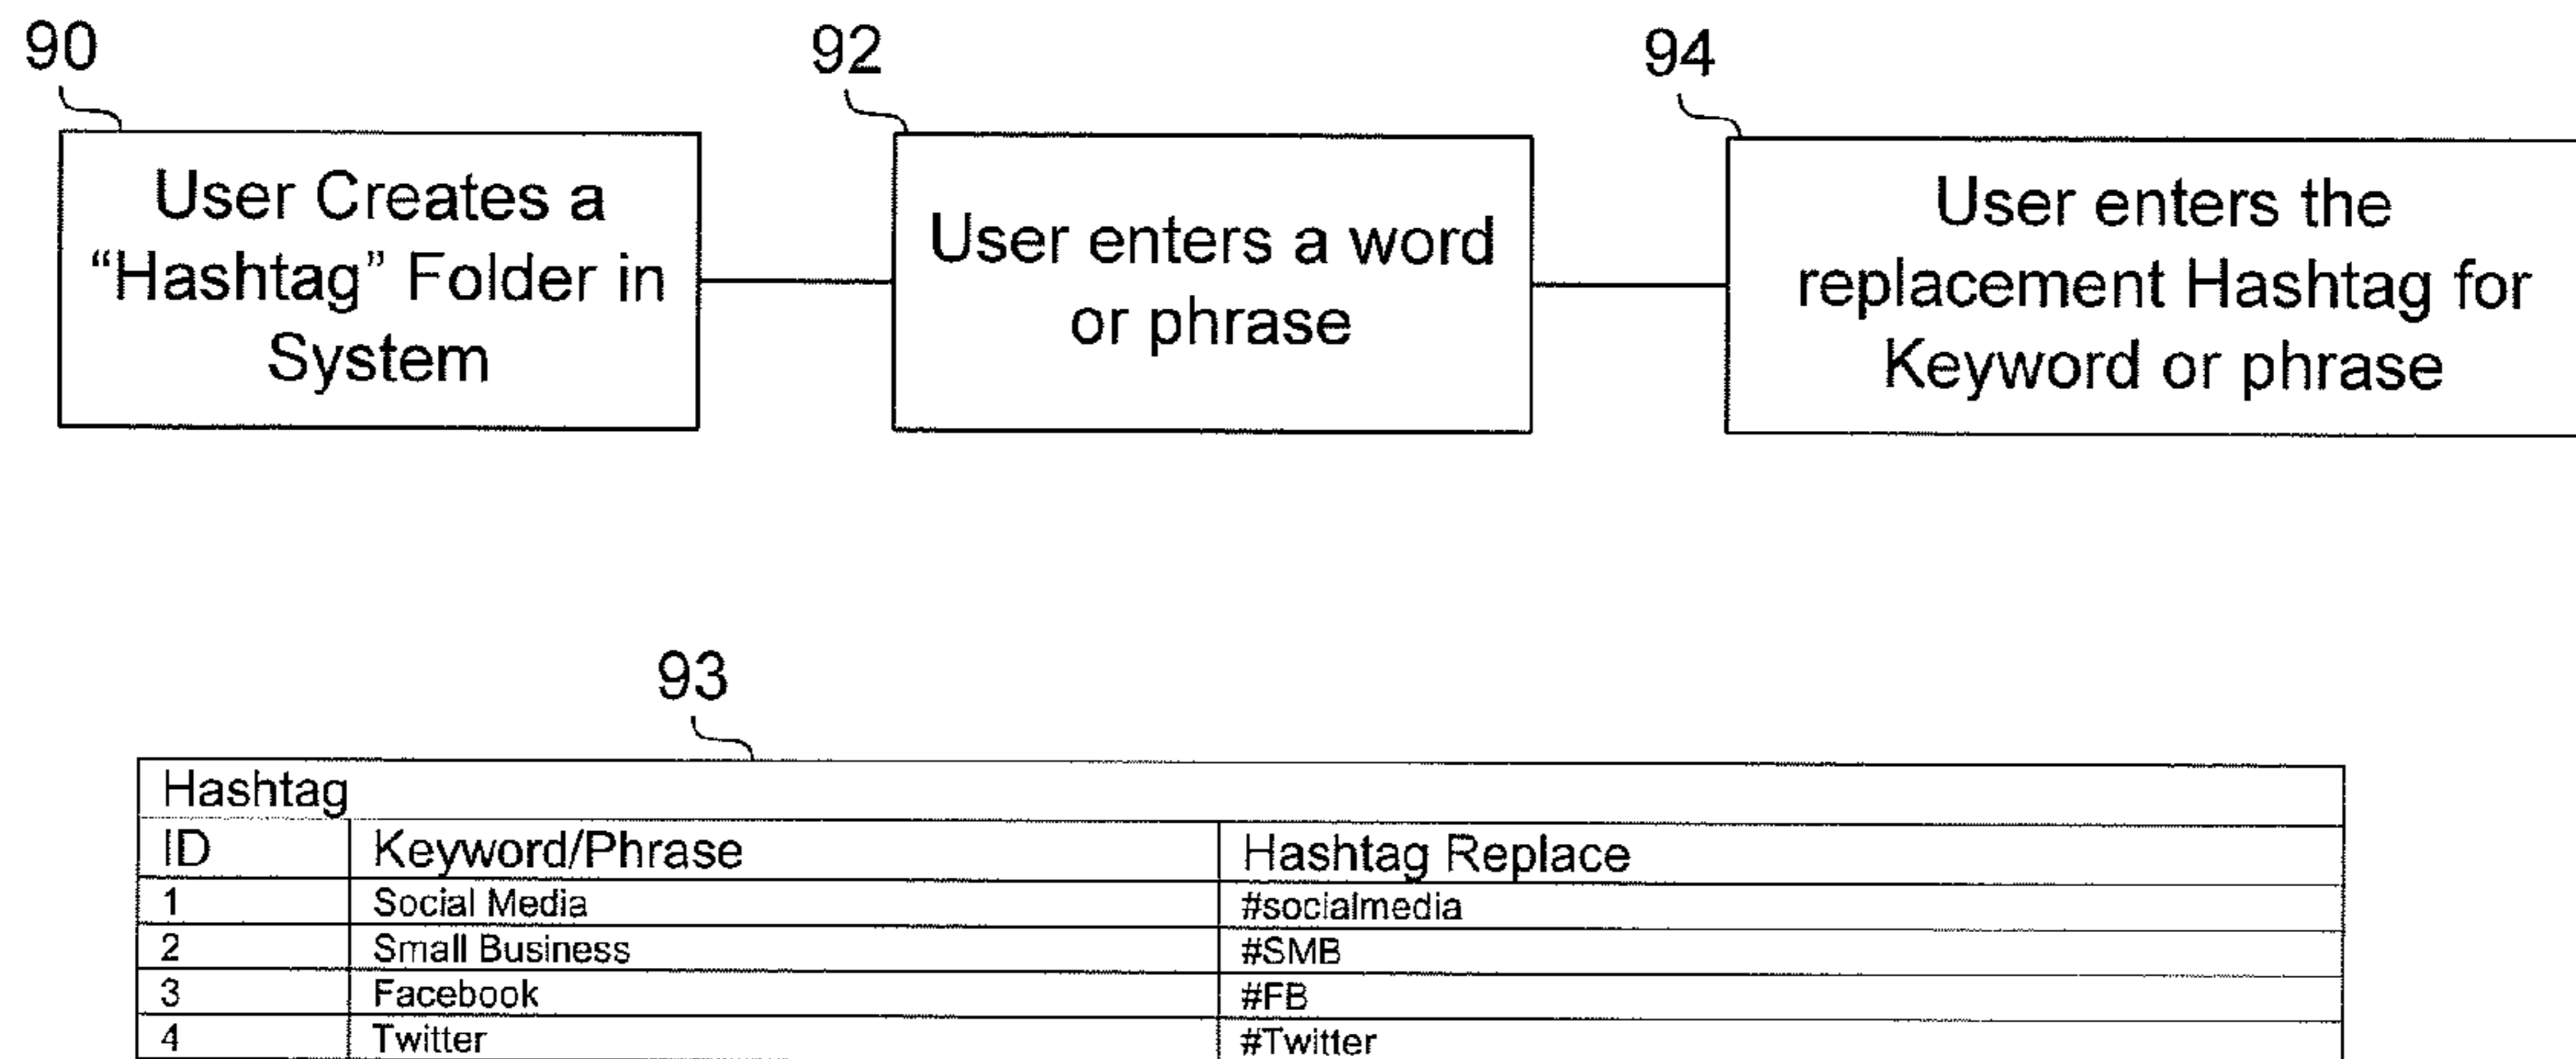 90
92
94
User Creates a
“Hashtag” Folder in
System
User enters a word
or phrase
User enters the
replacement Hashtag for
Keyword or phrase
93
Hashtag
ID Keyword/Phrase Hashtag Replace
1 Social Media #socialmedia
2 Small Business #SMB
3 Facebook #FB
4 Twitter #Twitter